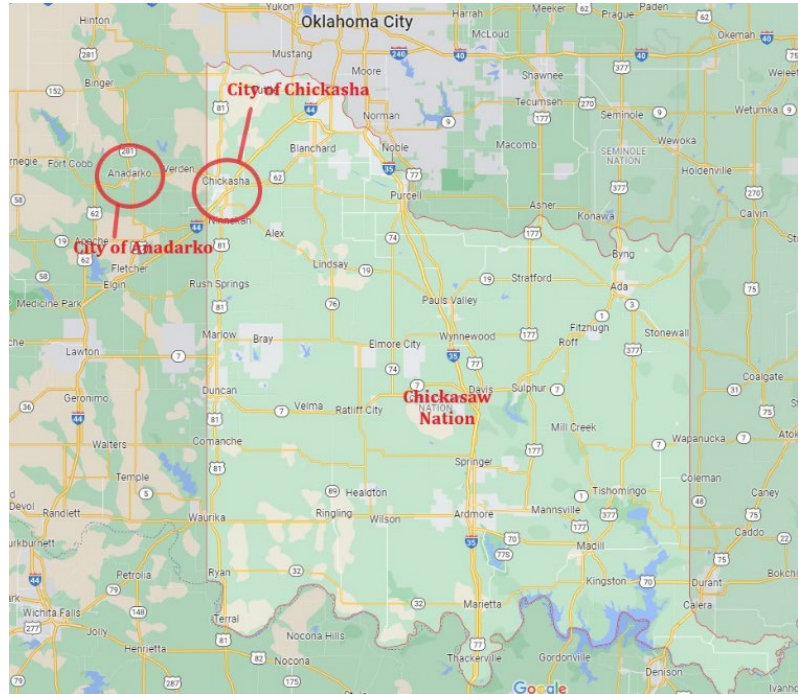 Hinton
Yukon
Oklahoma City
Harrah
Meeker
Prague
Paden
McLoud
Okemah
Mustang
Moore
Shawnee
Tecumseh
Binger
City of Chickasha
Norman
Seminole
Wetumka
Wewoka
Macomb
SEMINOLE
NATION
Blanchard
Noble
Fort Cobb
Anadarko
Verden
Chickasha
Holdenville
Purcell
Asher
Konawa
Calvin
City of Anadarko
Alex
Fletcher
Elgin
Lindsay
Byng
Stratford
Ada
Medicine Park
Rush Springs
Pauls Valley
Fitzhugh
Stonewall
Marlow
Bray
Elmore City
Wynnewood
Roff
Lawton
Coalgate
Duncan
Velma
Ratliff City
Chickasaw
Nation
NATION
Davis
Sulphur
Geronimo
Mill Creek
Wapanucka
Walters
Comanche
Springer
Coleman
Temple
Healdton
Tishomingo
Caney
Devol
Randlett
Waurika
Ringling
Wilson
Ardmore
Mannsville
Caddo
Madill
Petrolia
Ryan
Kingston
Durant
Wichita Falls
Marietta
Calera
Terral
Jolly
Nocona Hills
Henrietta
Nocona
Thackerville
Gordonville
Denison
Google